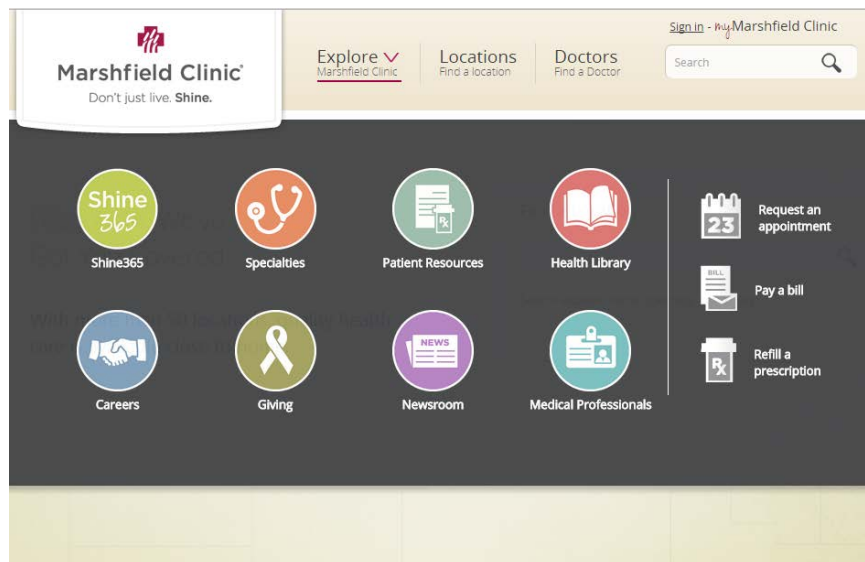 Sign in - myMarshfield Clinic
Marshfield Clinic®
Don't just live. Shine.
Explore
Marshfield Clinic
Locations
Find a location
Doctors
Find a Doctor
Search
Shine
365
Shine365
Specialties
Rx
Patient Resources
Health Library
23
Request an
appointment
BILL
Pay a bill
Rx
Refill a
prescription
Careers
Giving
NEWS
Newsroom
Medical Professionals